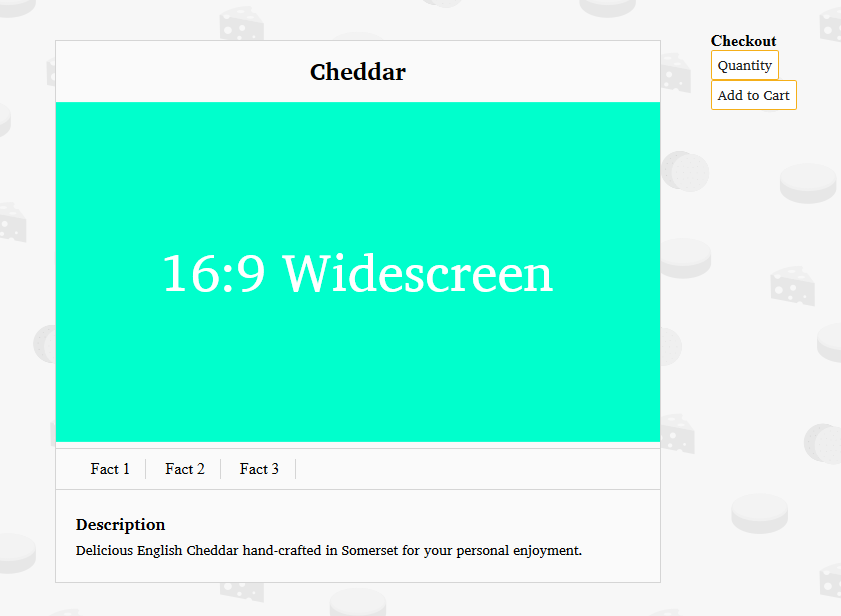 Cheddar
16:9 Widescreen
Fact 1
Fact 2
Fact 3
Description
Delicious English Cheddar hand-crafted in Somerset for your personal enjoyment.
Checkout
Quantity
Add to Cart